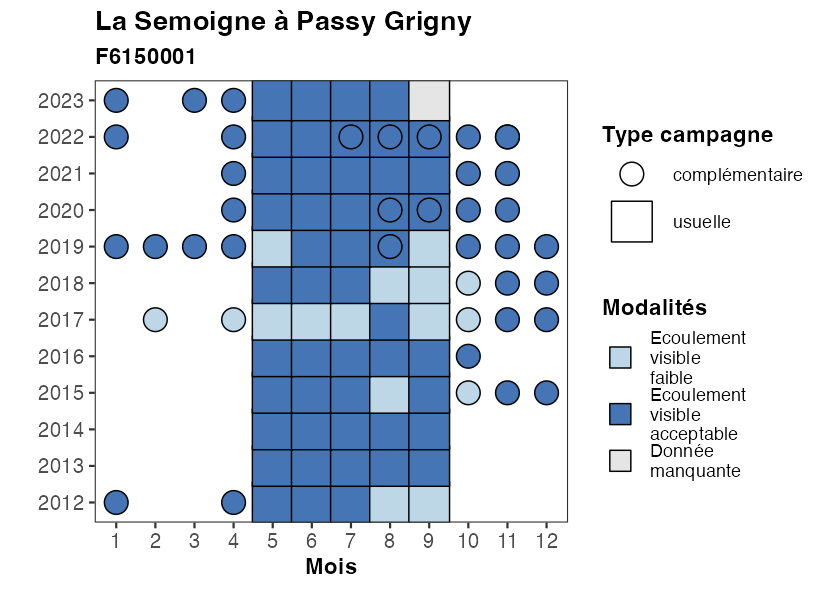 La Semoigne à Passy Grigny
F6150001
2023
2022
2021
2020
2019
2018
2017
2016
2015
2014
2013
2012
1 2 3 4 5 6 7 8 9 10 11 12
Mois
Type campagne
complémentaire
usuelle
Modalités
Ecoulement
visible
faible
Ecoulement
visible
acceptable
Donnée
manquante